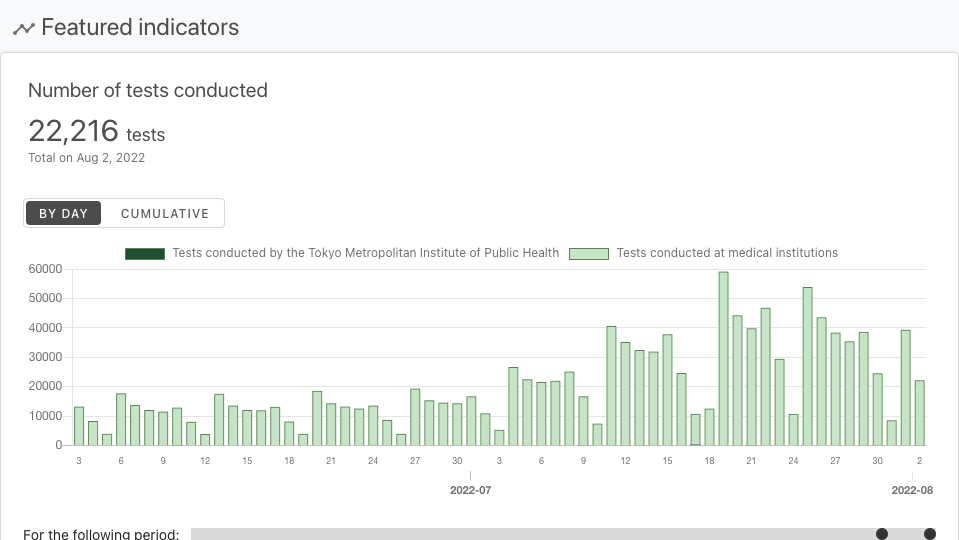 Featured indicators
Number of tests conducted
22,216 tests
Total on Aug 2, 2022
BY DAY CUMULATIVE
Tests conducted by the Tokyo Metropolitan Institute of Public Health Tests conducted at medical institutions
60000
50000
40000
30000
20000
10000
0
3 6 9 12 15 18 21 24 27 30 3 6 9 12 15 18 21 24 27 30 2
2022-07 2022-08
For the following period: